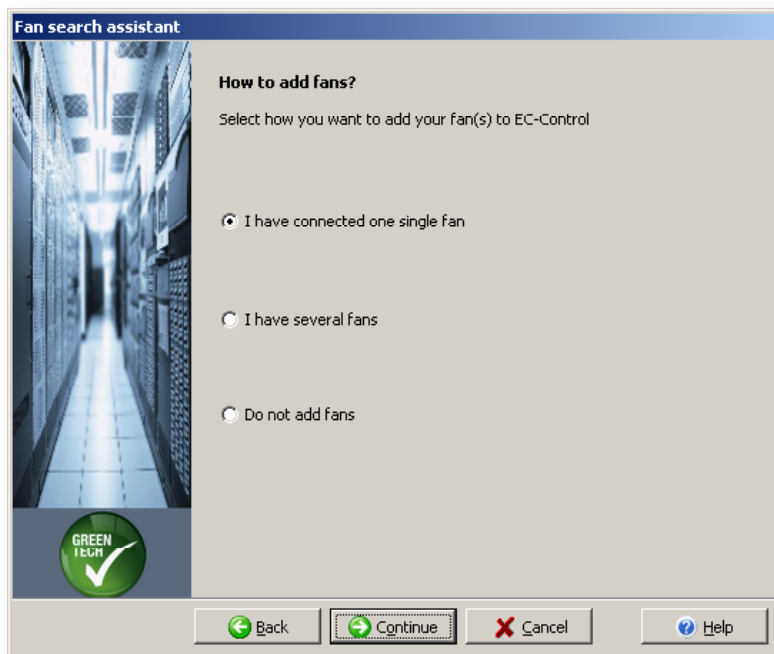 Fan search assistant
How to add fans?
Select how you want to add your fan(s) to EC-Control
I have connected one single fan
I have several fans
Do not add fans
GREEN
TECH
Back
Continue
Cancel
Help